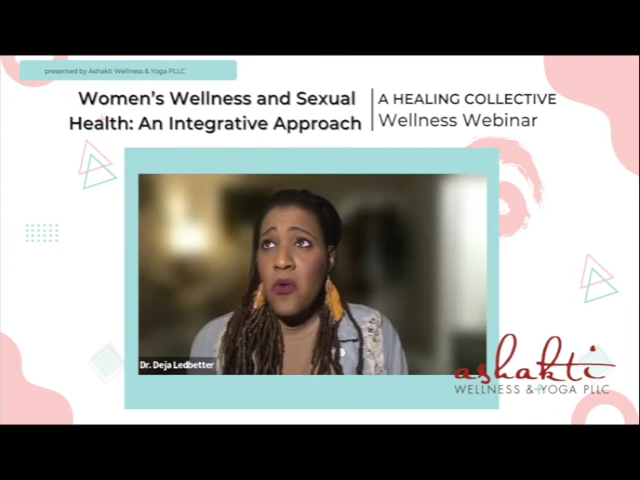 presented by Ashakti Wellness & Yoga PLLC
Women's Wellness and Sexual
Health: An Integrative Approach
A HEALING COLLECTIVE
Wellness Webinar
Dr. Deja Ledbetter
ashakti
WELLNESS & YOGA PLLC